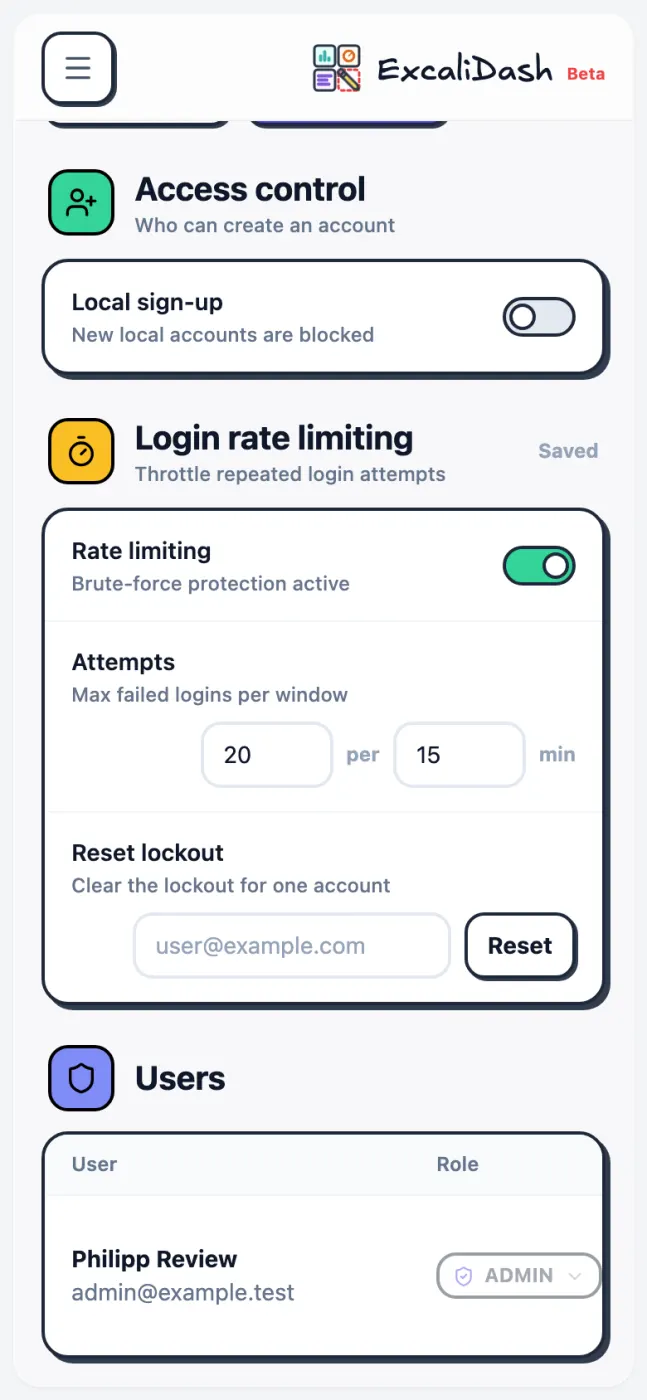 ExcaliDash Beta
Access control
Who can create an account
Local sign-up
New local accounts are blocked
Login rate limiting
Throttle repeated login attempts
Saved
Rate limiting
Brute-force protection active
Attempts
Max failed logins per window
20 per 15 min
Reset lockout
Clear the lockout for one account
user@example.com Reset
Users
User Role
Philipp Review
admin@example.test
ADMIN